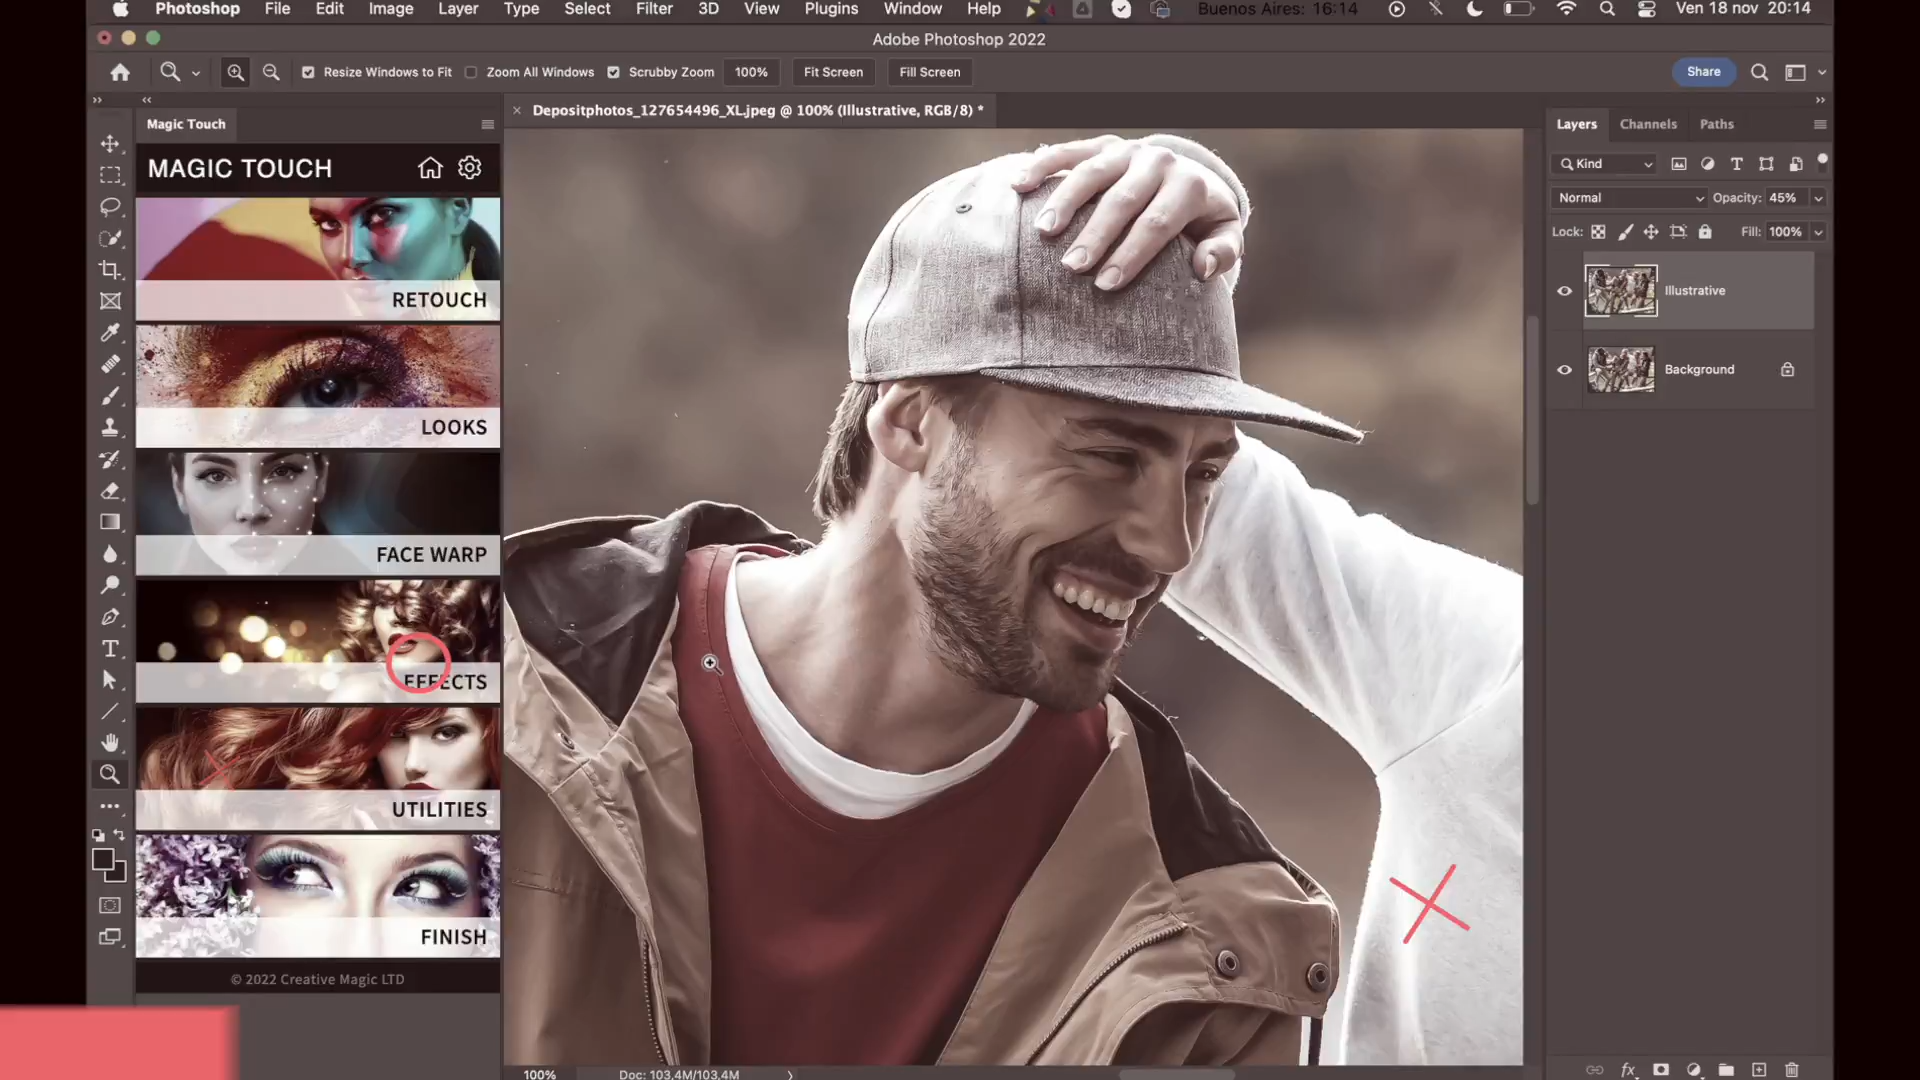 Photoshop File Edit Image Layer Type Select Filter 3D View Plugins Window Help Buenos Aires: 16:14 Ven 18 nov 20:14
Adobe Photoshop 2022
Resize Windows to Fit Zoom All Windows Scrubby Zoom 100% Fit Screen Fill Screen Share
Magic Touch
Depositphotos_127654496_XL.jpeg @ 100% (Illustrative, RGB/8) *
Layers Channels Paths
MAGIC TOUCH
Kind
Normal Opacity: 45%
Lock: Fill: 100%
RETOUCH
Illustrative
Background
LOOKS
FACE WARP
EFFECTS
UTILITIES
FINISH
© 2022 Creative Magic LTD
100% Doc: 103,4M/103,4M